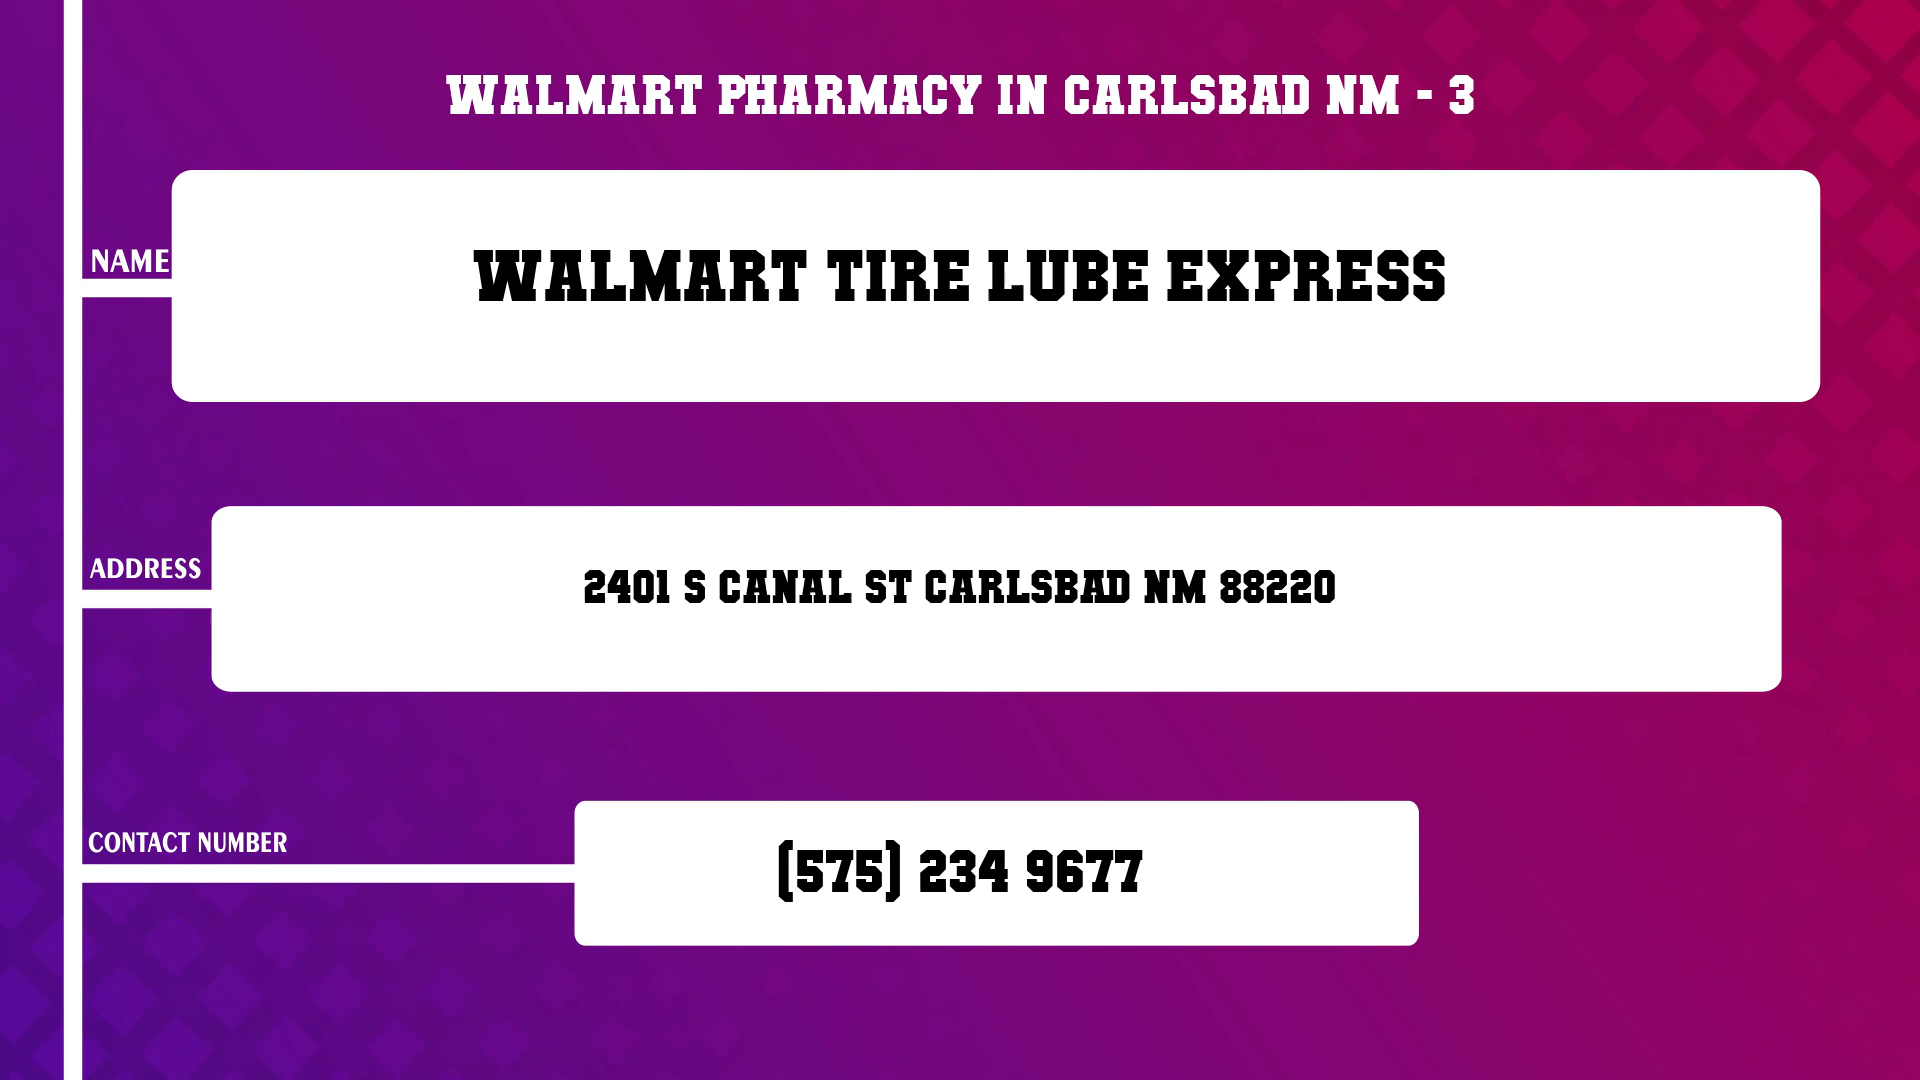 WALMART PHARMACY IN CARLSBAD NM - 3
NAME
WALMART TIRE LUBE EXPRESS
ADDRESS
2401 S CANAL ST CARLSBAD NM 88220
CONTACT NUMBER
(575) 234 9677